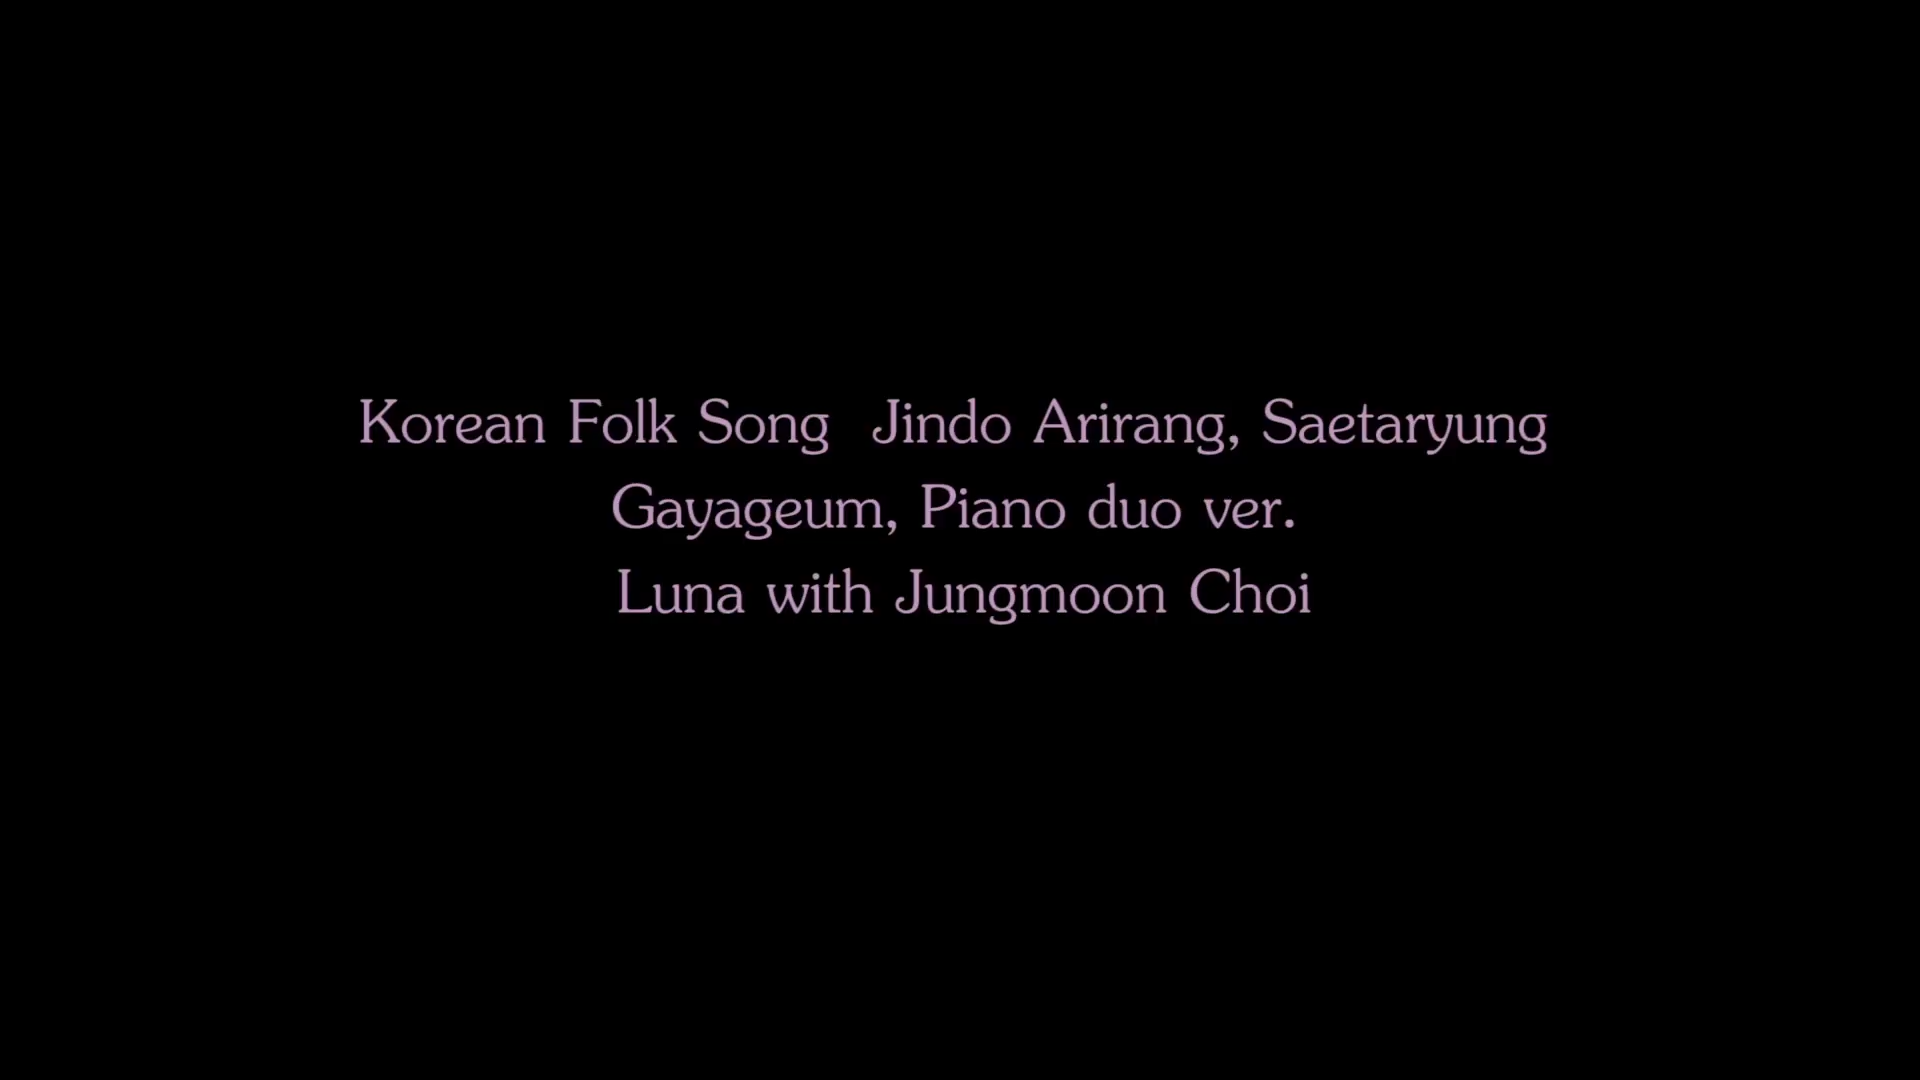 Korean Folk Song  Jindo Arirang, Saetaryung
Gayageum, Piano duo ver.
Luna with Jungmoon Choi